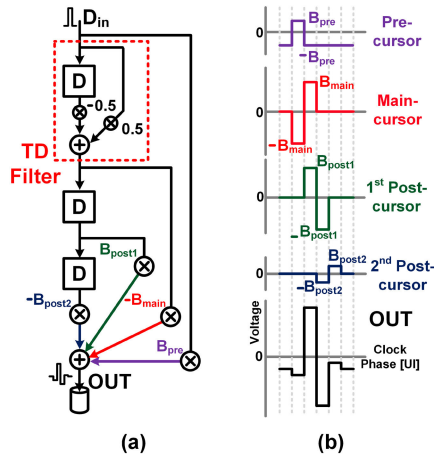 D_in
D
-0.5
0.5
TD
Filter
D
B_post1
D
-B_post2
-B_main
B_pre
OUT
(a)
0
B_pre
-B_pre
Pre-
cursor
0
B_main
-B_main
Main-
cursor
0
B_post1
-B_post1
1st Post-
cursor
0
B_post2
-B_post2
2nd Post-
cursor
Voltage
0
OUT
Clock
Phase [UI]
(b)